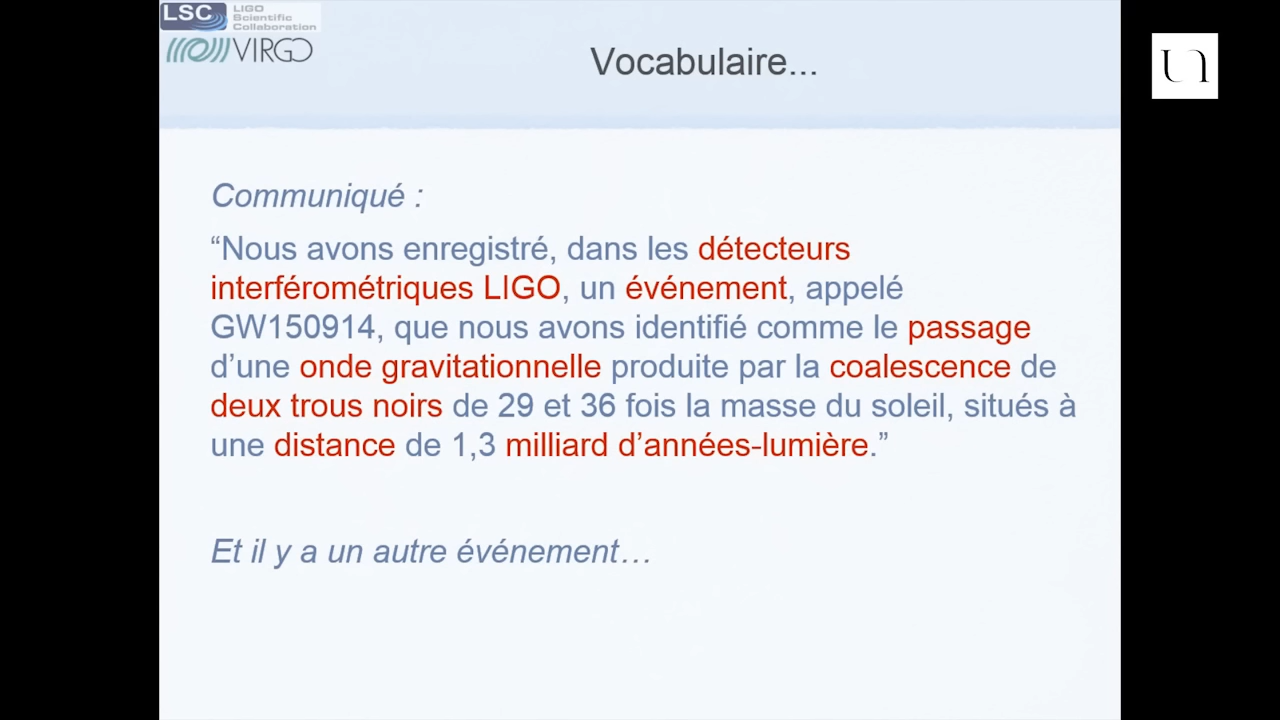 LSC
LIGO
Scientific
Collaboration
VIRGO
Vocabulaire...
Communiqué :
“Nous avons enregistré, dans les détecteurs
interférométriques LIGO, un événement, appelé
GW150914, que nous avons identifié comme le passage
d’une onde gravitationnelle produite par la coalescence de
deux trous noirs de 29 et 36 fois la masse du soleil, situés à
une distance de 1,3 milliard d’années-lumière.”
Et il y a un autre événement…